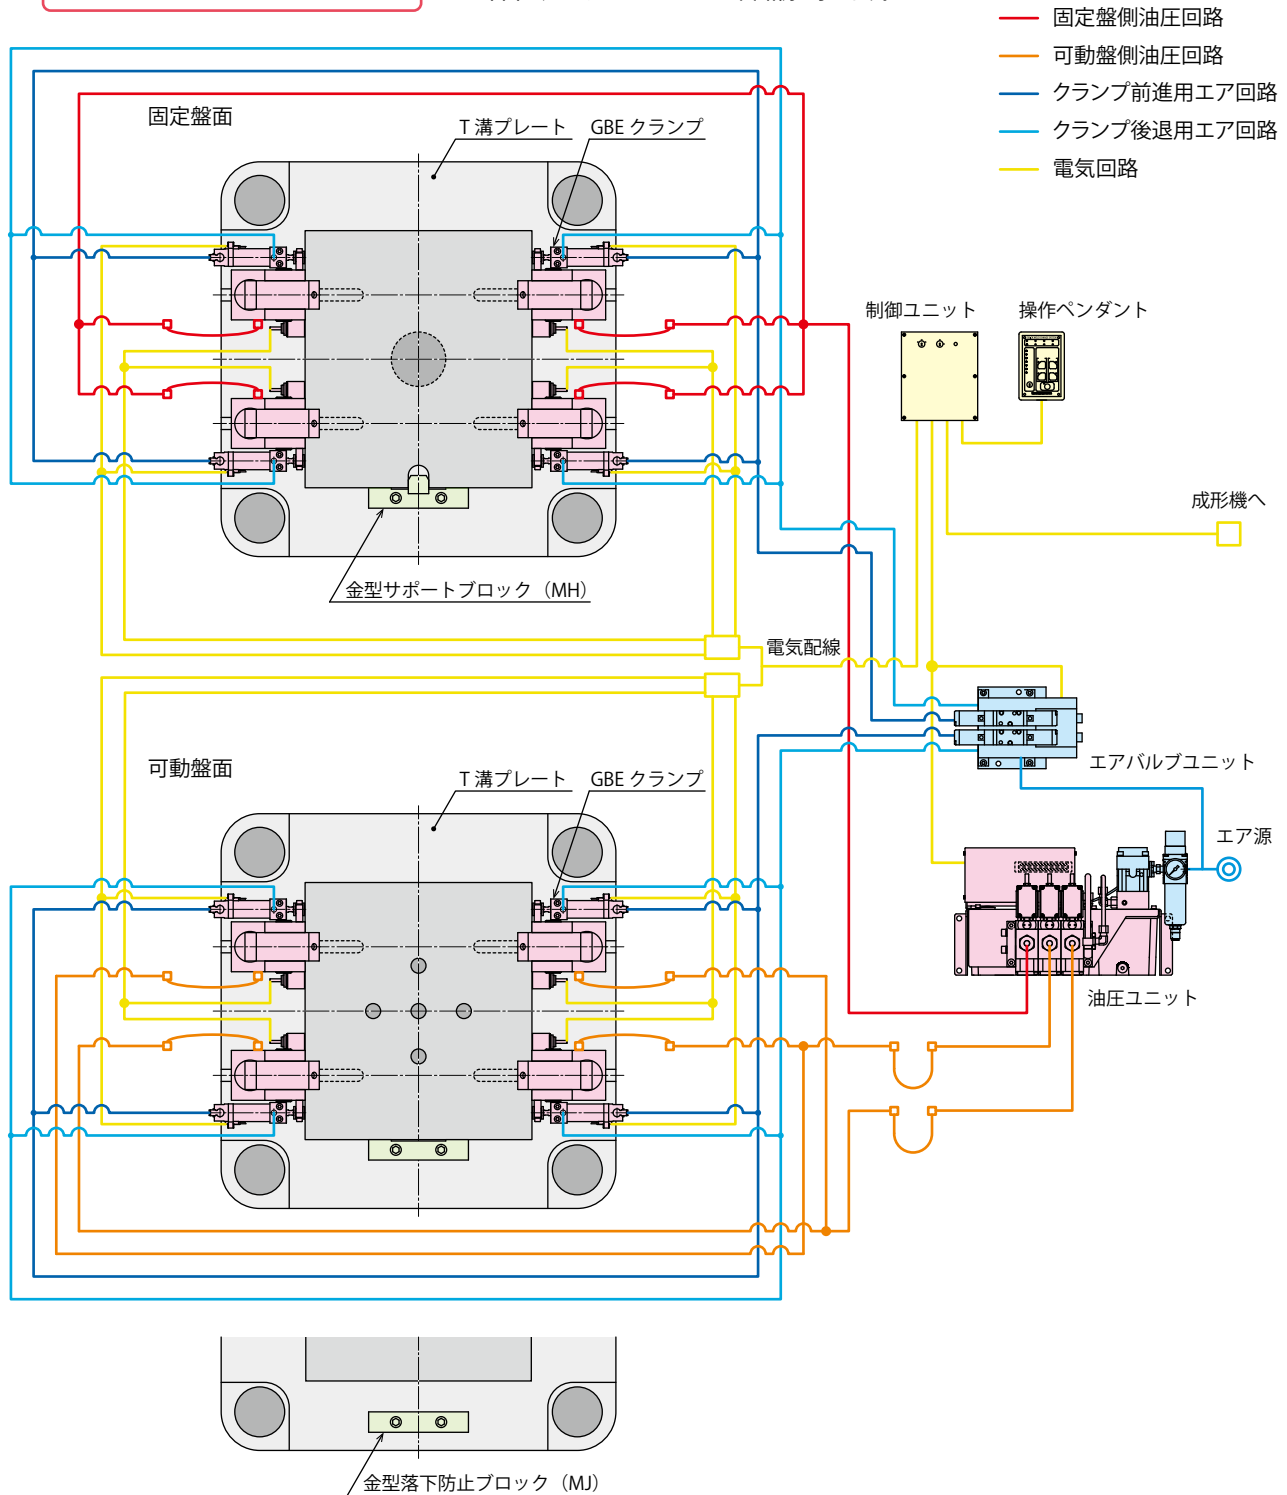 固定盤側油圧回路
可動盤側油圧回路
クランプ前進用エア回路
クランプ後退用エア回路
電気回路
固定盤面
T 溝プレート
GBE クランプ
制御ユニット
操作ペンダント
成形機へ
金型サポートブロック（MH）
電気配線
エアバルブユニット
可動盤面
T 溝プレート
GBE クランプ
エア源
油圧ユニット
金型落下防止ブロック（MJ）